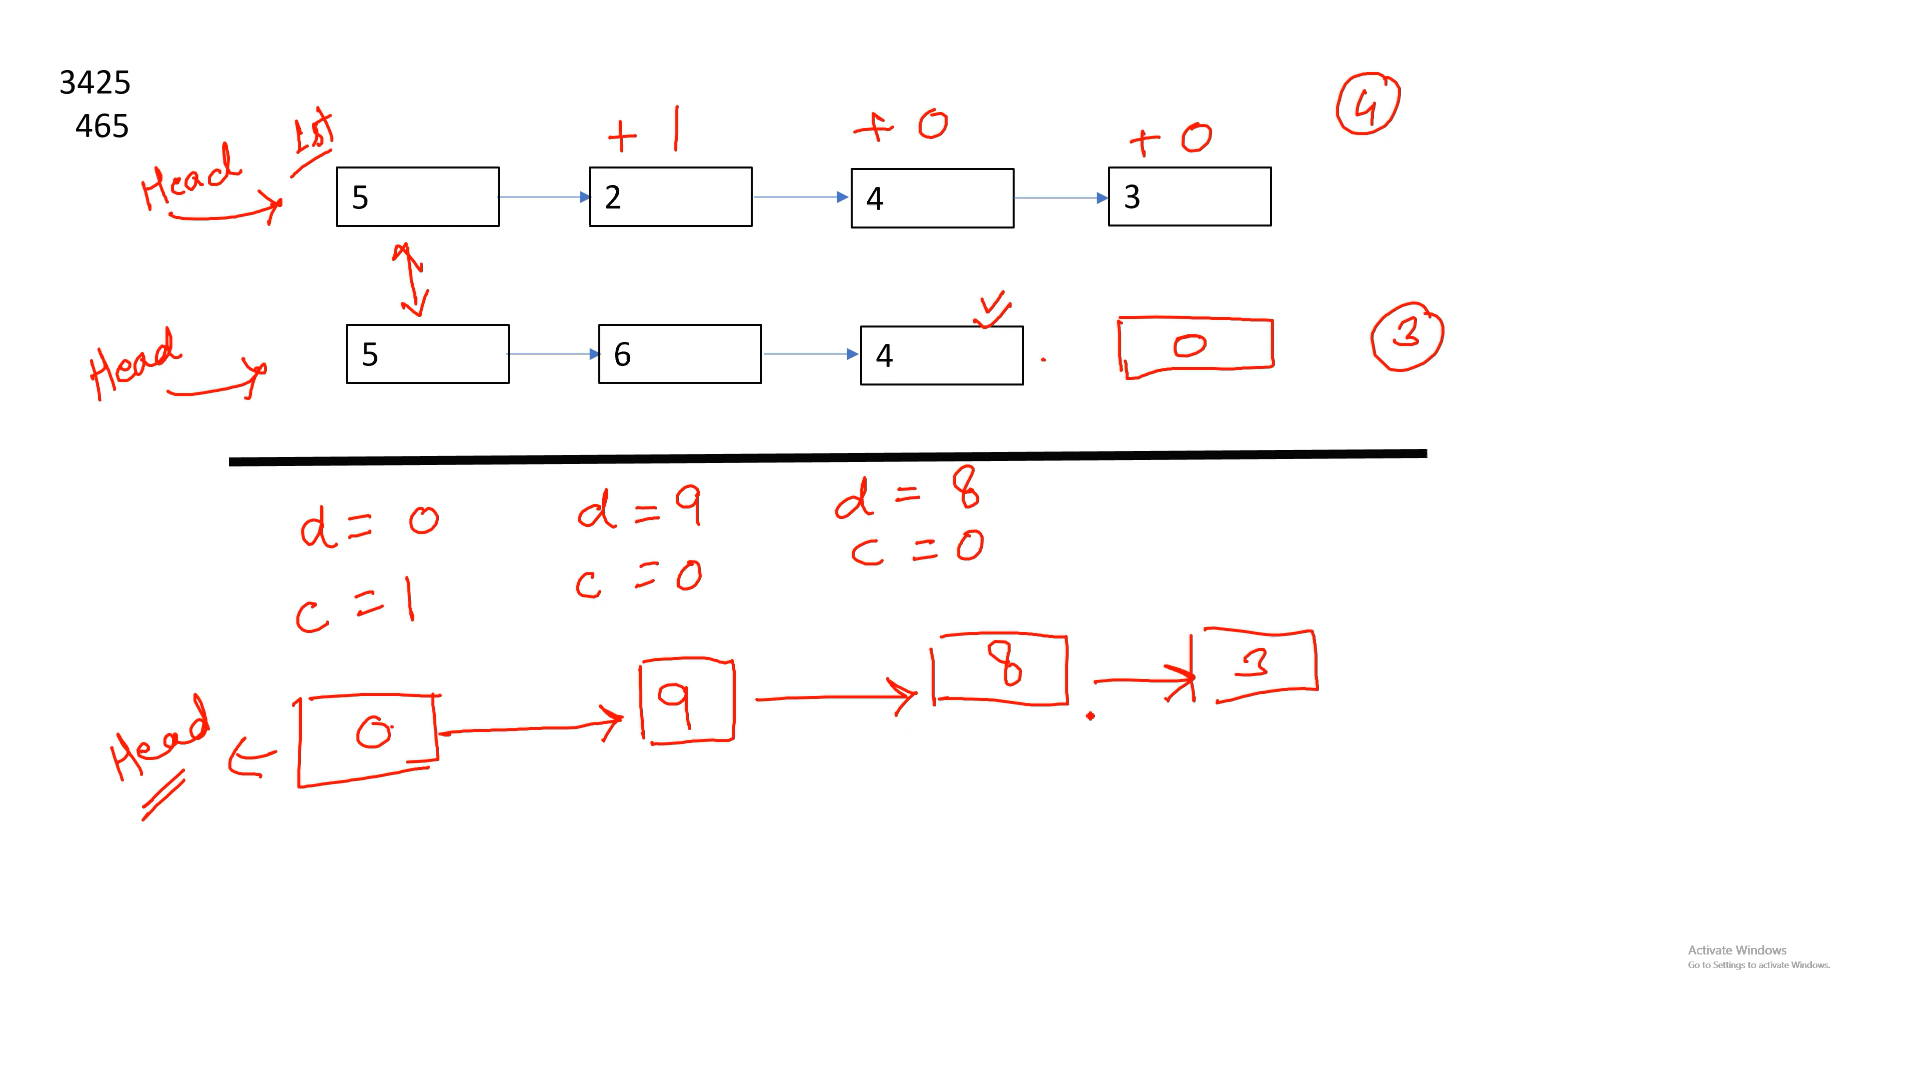 3425
465
Head 1st + 1 + 0 + 0 4
5 2 4 3
Head 5 6 4 0 3
d = 0 d = 9 d = 8
c = 1 c = 0 c = 0
Head 0 9 8 3
Activate Windows
Go to Settings to activate Windows.